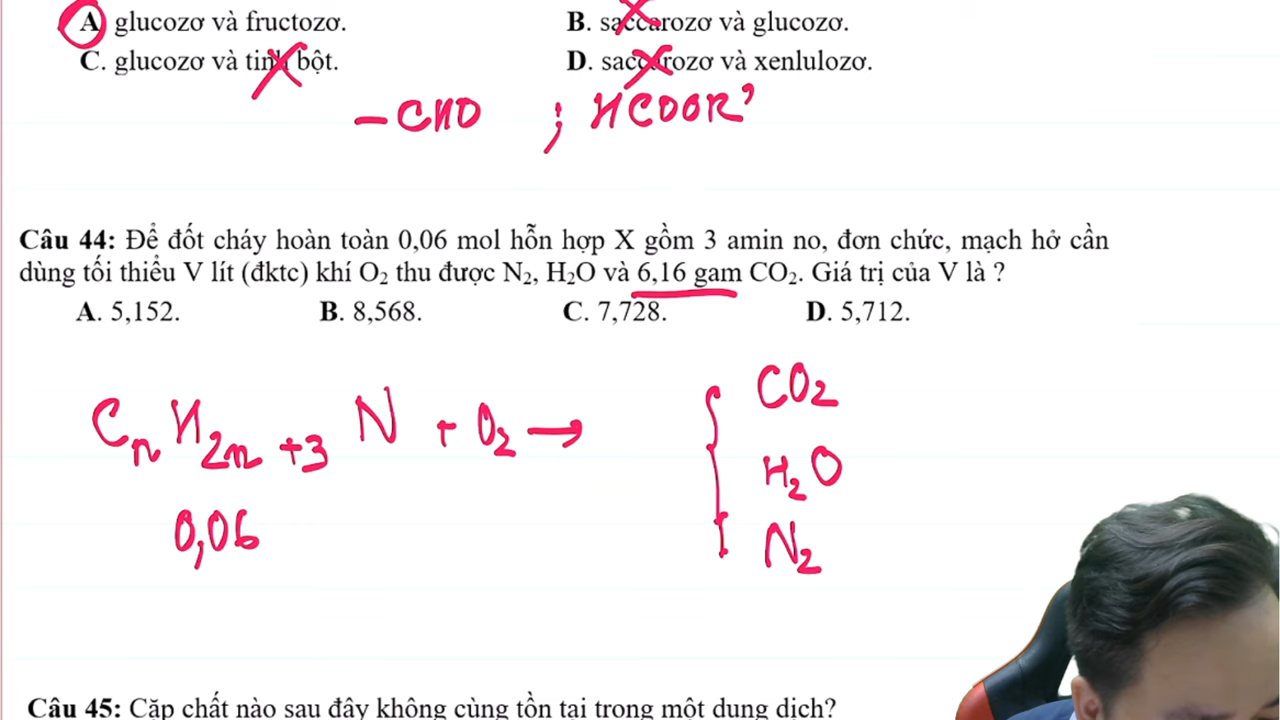 A. glucozơ và fructozơ. B. saccarozơ và glucozơ.
C. glucozơ và tinh bột. D. saccarozơ và xenlulozơ.
– CHO ; HCOOR'
Câu 44: Để đốt cháy hoàn toàn 0,06 mol hỗn hợp X gồm 3 amin no, đơn chức, mạch hở cần
dùng tối thiểu V lít (đktc) khí O₂ thu được N₂, H₂O và 6,16 gam CO₂. Giá trị của V là ?
A. 5,152. B. 8,568. C. 7,728. D. 5,712.
CₙH₂ₙ₊₃N + O₂ → { CO₂
H₂O
0,06
N₂
Câu 45: Cặp chất nào sau đây không cùng tồn tại trong một dung dịch?